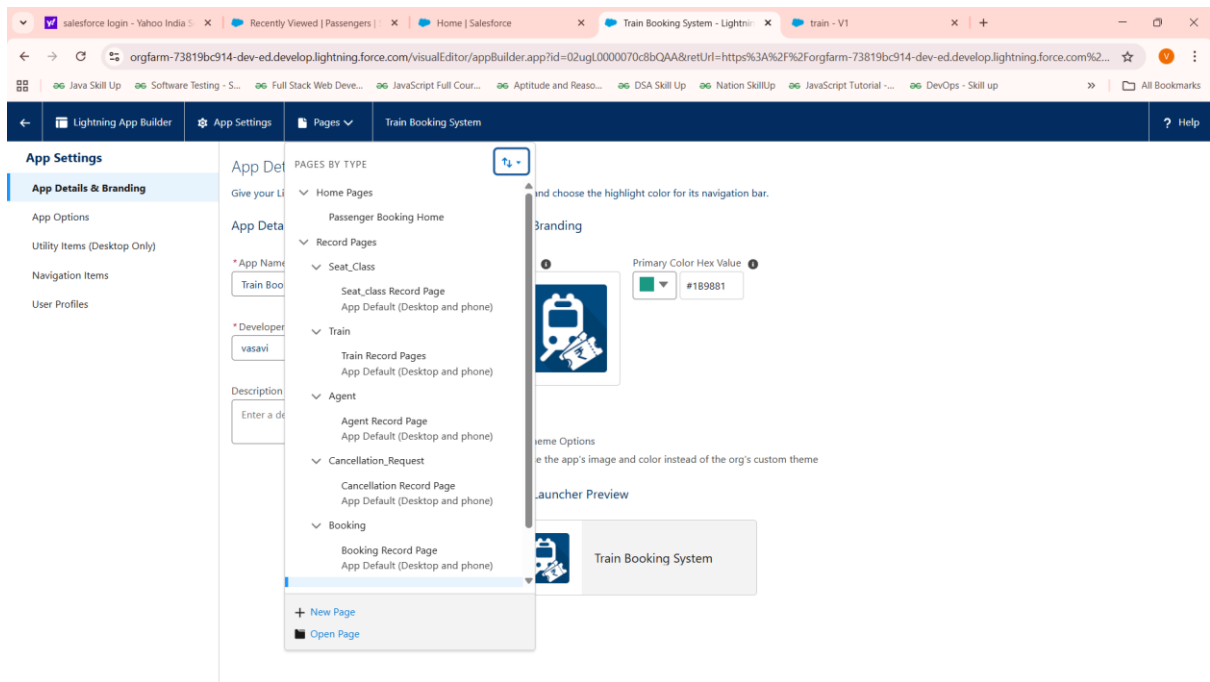 salesforce login - Yahoo India S
Recently Viewed | Passengers | S
Home | Salesforce
Train Booking System - Lightnin
train - V1
orgfarm-73819bc914-dev-ed.develop.lightning.force.com/visualEditor/appBuilder.app?id=02ugL0000070c8bQAA&retUrl=https%3A%2F%2Forgfarm-73819bc914-dev-ed.develop.lightning.force.com%2...
V
Java Skill Up
Software Testing - S...
Full Stack Web Deve...
JavaScript Full Cour...
Aptitude and Reaso...
DSA Skill Up
Nation SkillUp
JavaScript Tutorial -...
DevOps - Skill up
All Bookmarks
Lightning App Builder
App Settings
Pages
Train Booking System
? Help
App Settings
App Details & Branding
App Options
Utility Items (Desktop Only)
Navigation Items
User Profiles
App Det
Give your Li
and choose the highlight color for its navigation bar.
App Deta
Branding
*App Name
Train Boo
*Developer
vasavi
Description
Enter a de
PAGES BY TYPE
Home Pages
Passenger Booking Home
Record Pages
Seat_Class
Seat_class Record Page
App Default (Desktop and phone)
Train
Train Record Pages
App Default (Desktop and phone)
Agent
Agent Record Page
App Default (Desktop and phone)
Cancellation_Request
Cancellation Record Page
App Default (Desktop and phone)
Booking
Booking Record Page
App Default (Desktop and phone)
New Page
Open Page
Primary Color Hex Value
#189881
₹
heme Options
e the app's image and color instead of the org's custom theme
Launcher Preview
₹
Train Booking System